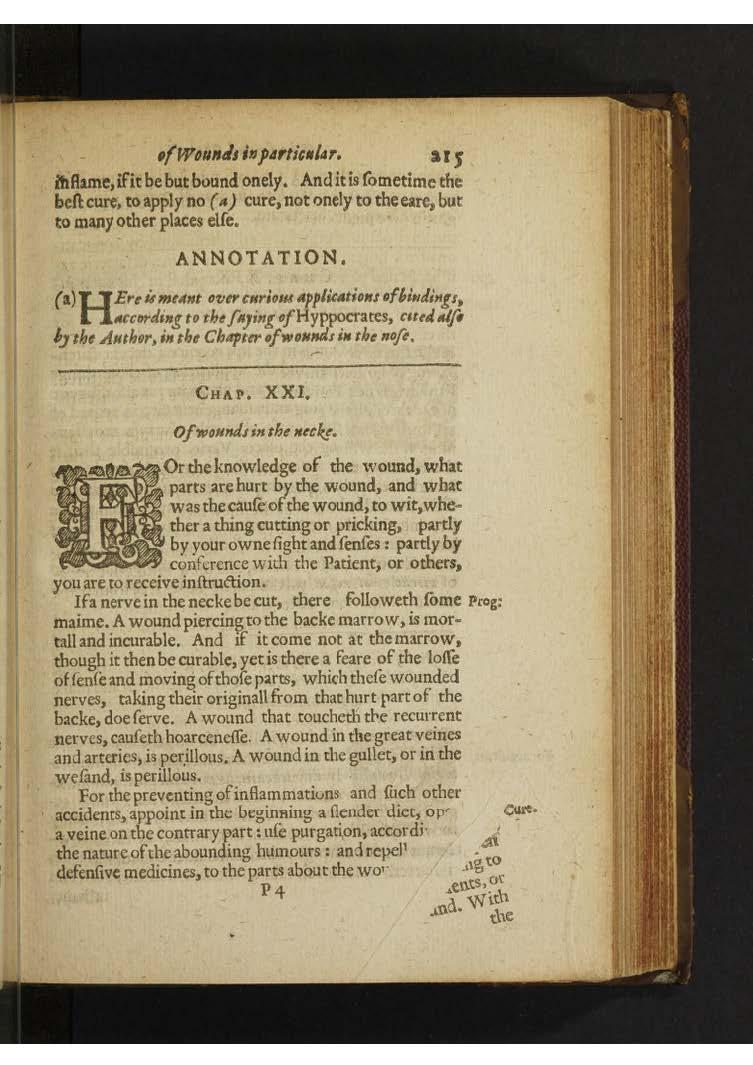 of Wounds in particular. 215
inflame, if it be but bound onely. And it is ſometime the
beſt cure, to apply no (a) cure, not onely to the eare, but
to many other places elſe.
ANNOTATION.
(a) HEre is meant over curious applications of bindings,
according to the ſaying of Hyppocrates, cited alſo
by the Author, in the Chapter of wounds in the noſe.
CHAP. XXI.
Of wounds in the necke.
FOr the knowledge of the wound, what
parts are hurt by the wound, and what
was the cauſe of the wound, to wit, whe-
ther a thing cutting or pricking, partly
by your owne ſight and ſenſes : partly by
conference with the Patient, or others,
you are to receive inſtruction.
If a nerve in the necke be cut, there followeth ſome Prog:
maime. A wound piercing to the backe marrow, is mor-
tall and incurable. And if it come not at the marrow,
though it then be curable, yet is there a feare of the loſſe
of ſenſe and moving of thoſe parts, which theſe wounded
nerves, taking their originall from that hurt part of the
backe, doe ſerve. A wound that toucheth the recurrent
nerves, cauſeth hoarceneſſe. A wound in the great veines
and arteries, is perillous. A wound in the gullet, or in the
weſand, is perillous.
For the preventing of inflammations and ſuch other
accidents, appoint in the beginning a ſlender diet, op Cure.
a veine on the contrary part : uſe purgation, accordi
the nature of the abounding humours : and repell
defenſive medicines, to the parts about the wo
P 4
ng to
ents, or
nd. With
the